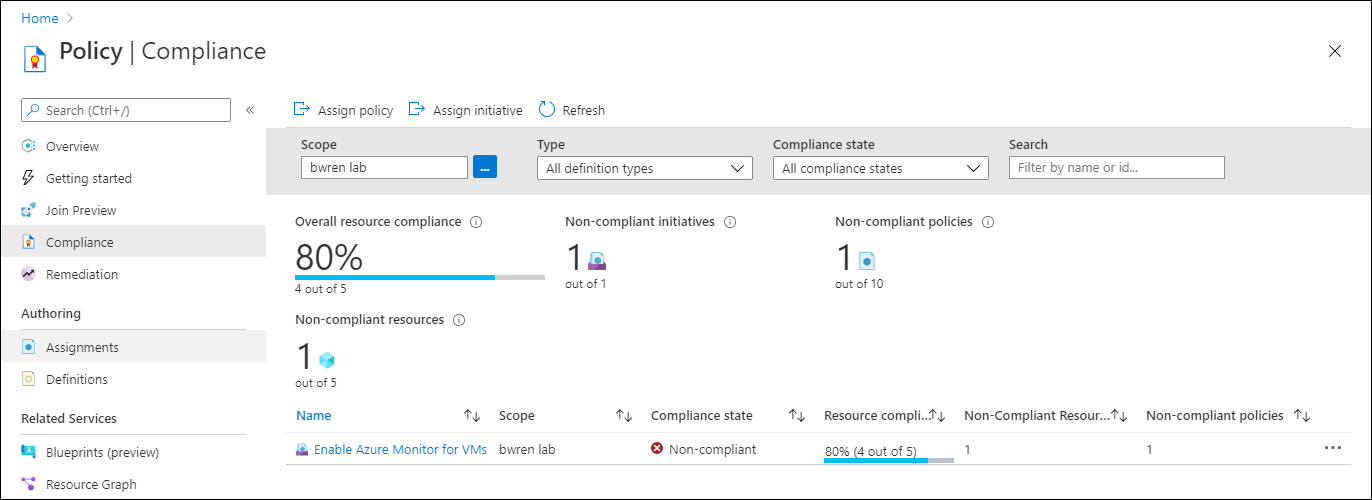 Home
Policy | Compliance
Search (Ctrl+/)
Overview
Getting started
Join Preview
Compliance
Remediation
Authoring
Assignments
Definitions
Related Services
Blueprints (preview)
Resource Graph
Assign policy Assign initiative Refresh
Scope Type Compliance state Search
bwren lab ... All definition types All compliance states Filter by name or id...
Overall resource compliance Non-compliant initiatives Non-compliant policies
80% 1 1
4 out of 5 out of 1 out of 10
Non-compliant resources
1
out of 5
Name Scope Compliance state Resource compli... Non-Compliant Resour... Non-compliant policies
Enable Azure Monitor for VMs bwren lab Non-compliant 80% (4 out of 5) 1 1